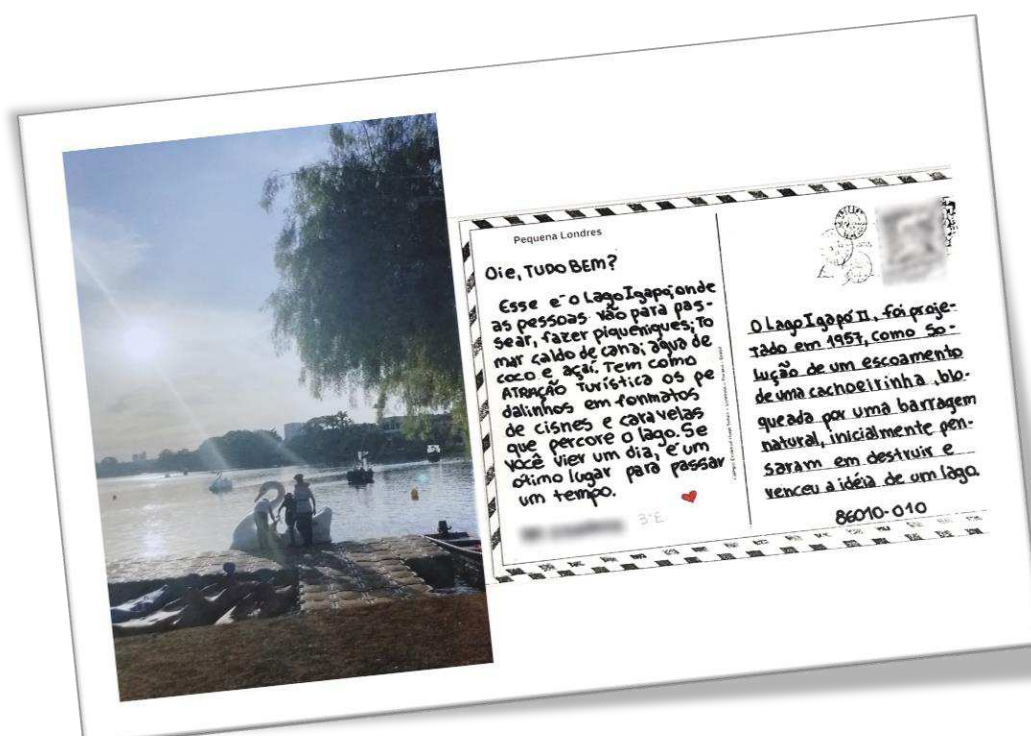 Pequena Londres
Oie, TUDO BEM?
Esse é o Lago Igapó, onde
as pessoas vão para pas-
sear, fazer piqueniques; To
mar caldo de cana; água de
coco e açaí. Tem como
ATRAÇÃO Turística os pe
dalinhos em formatos
de cisnes e caravelas
que percore o lago. Se
você vier um dia, é um
ótimo lugar para passar
um tempo.
3°E
O Lago Igapó II, foi proje-
tado em 1957, como so-
lução de um escoamento
de uma cachoeirinha, blo-
queada por uma barragem
natural, inicialmente pen-
saram em destruir e
venceu a idéia de um lago.
86010-010